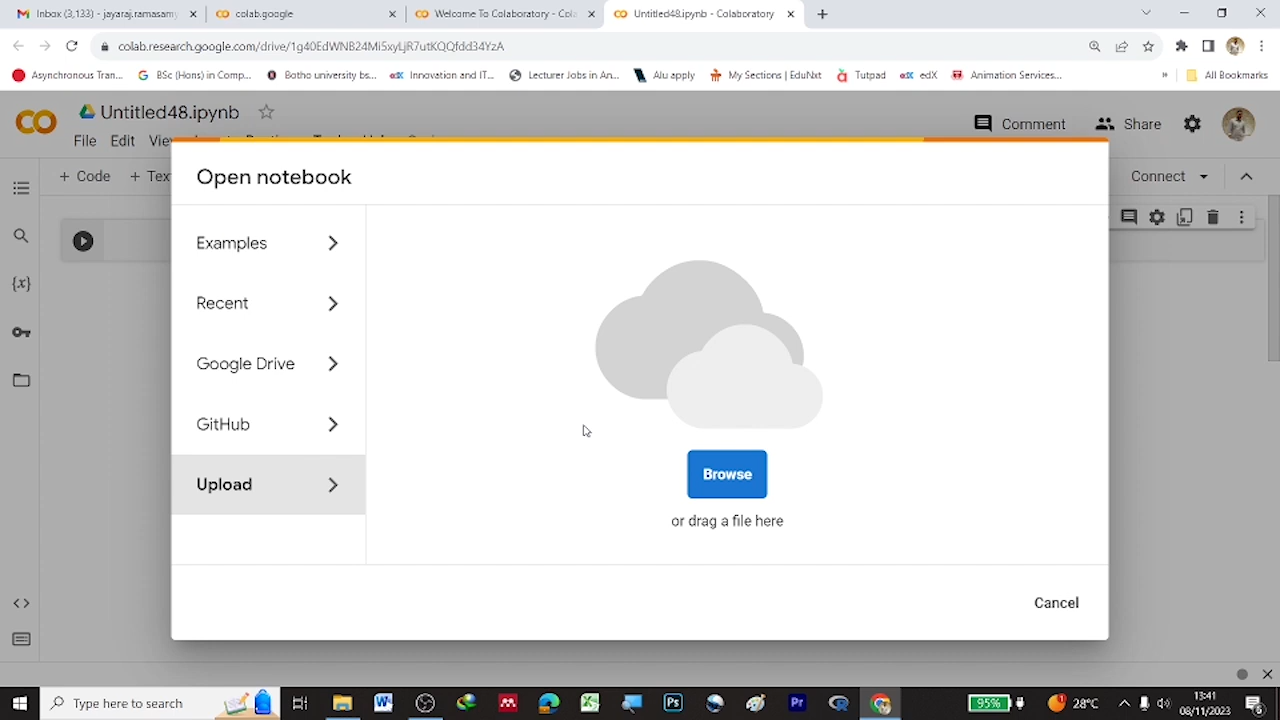 Inbox (3,133) - jayaraj.ramasamy
colab.google
Welcome To Colaboratory - Cola
Untitled48.ipynb - Colaboratory
colab.research.google.com/drive/1g40EdWNB24Mi5xyLjR7utKQQfdd34YzA
Asynchronous Tran...
BSc (Hons) in Comp...
Botho university bs...
Innovation and IT...
Lecturer Jobs in An...
Alu apply
My Sections | EduNxt
Tutpad
edX
Animation Services...
»
All Bookmarks
Untitled48.ipynb
File Edit View
Comment
Share
+ Code + Text
Connect
Open notebook
Examples
Recent
Google Drive
GitHub
Upload
Browse
or drag a file here
Cancel
Type here to search
95%
28°C
13:41
08/11/2023